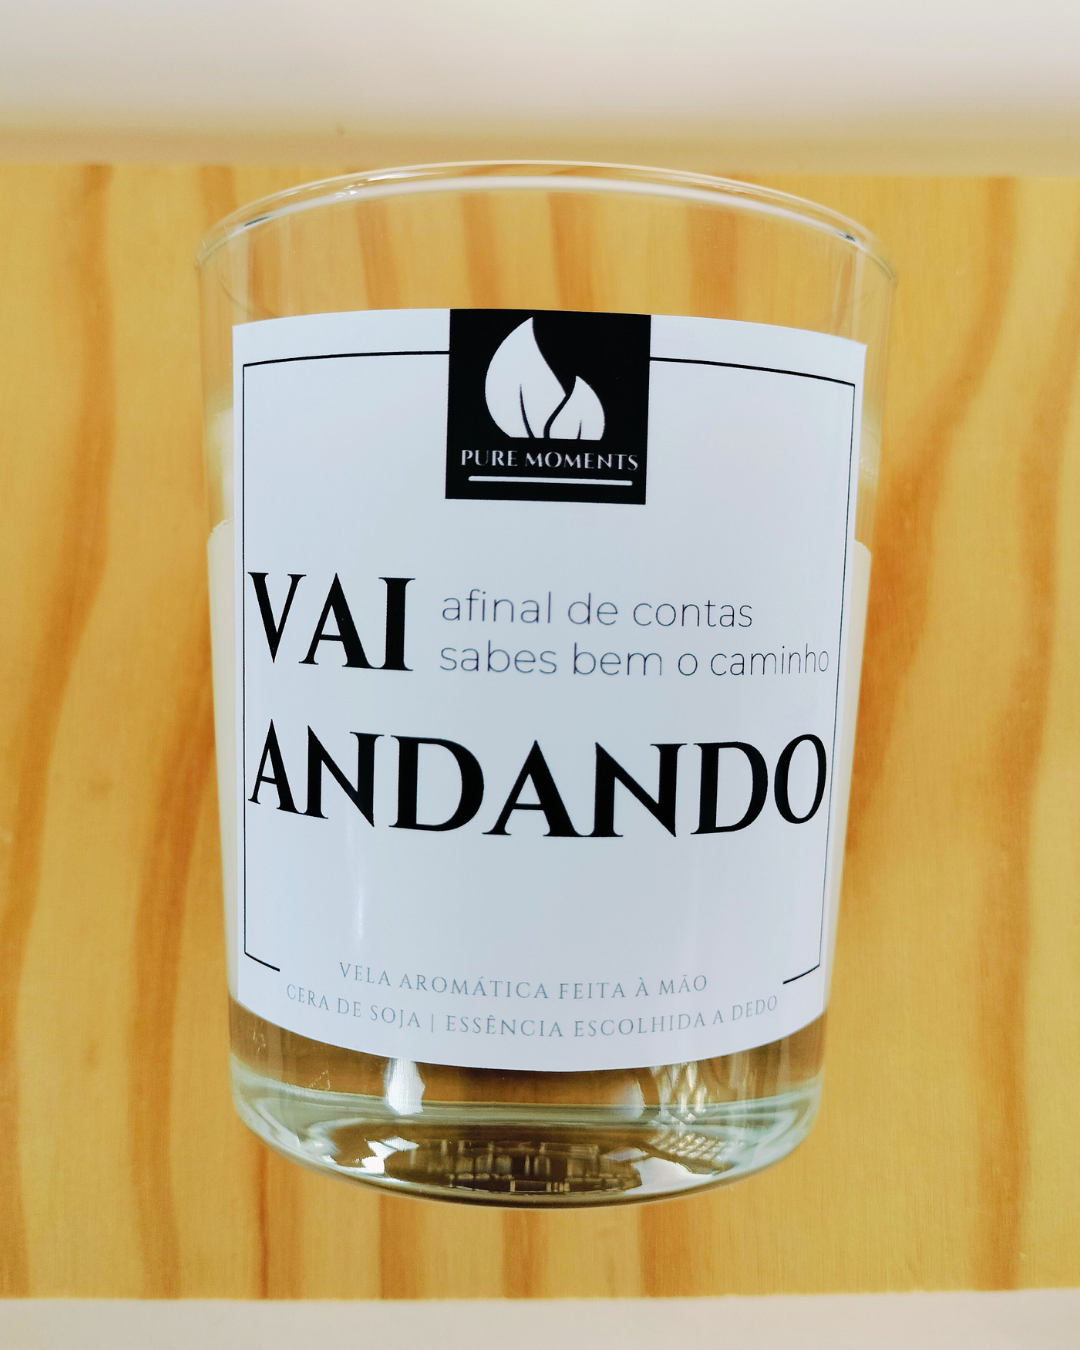 PURE MOMENTS
VAI
afinal de contas
sabes bem o caminho
ANDANDO
VELA AROMÁTICA FEITA À MÃO
CERA DE SOJA | ESSÊNCIA ESCOLHIDA A DEDO